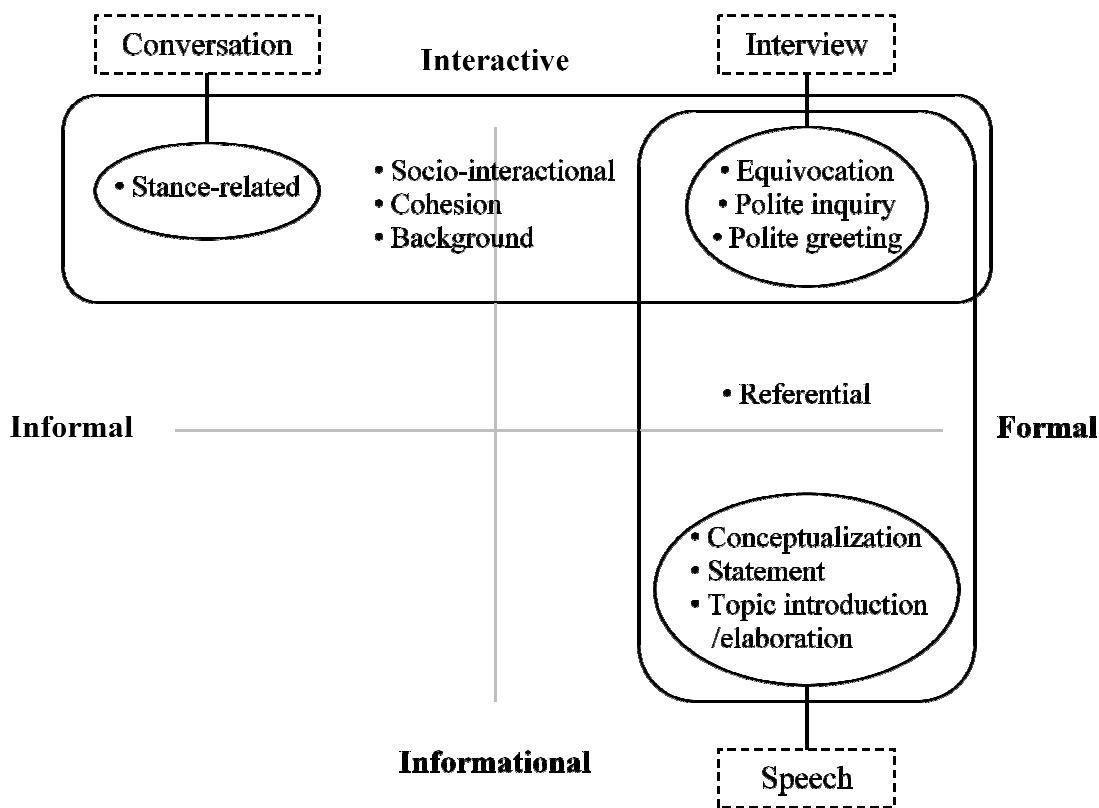 Conversation
Interview
Interactive
• Stance-related
• Socio-interactional
• Cohesion
• Background
• Equivocation
• Polite inquiry
• Polite greeting
• Referential
Informal
Formal
• Conceptualization
• Statement
• Topic introduction
/elaboration
Informational
Speech